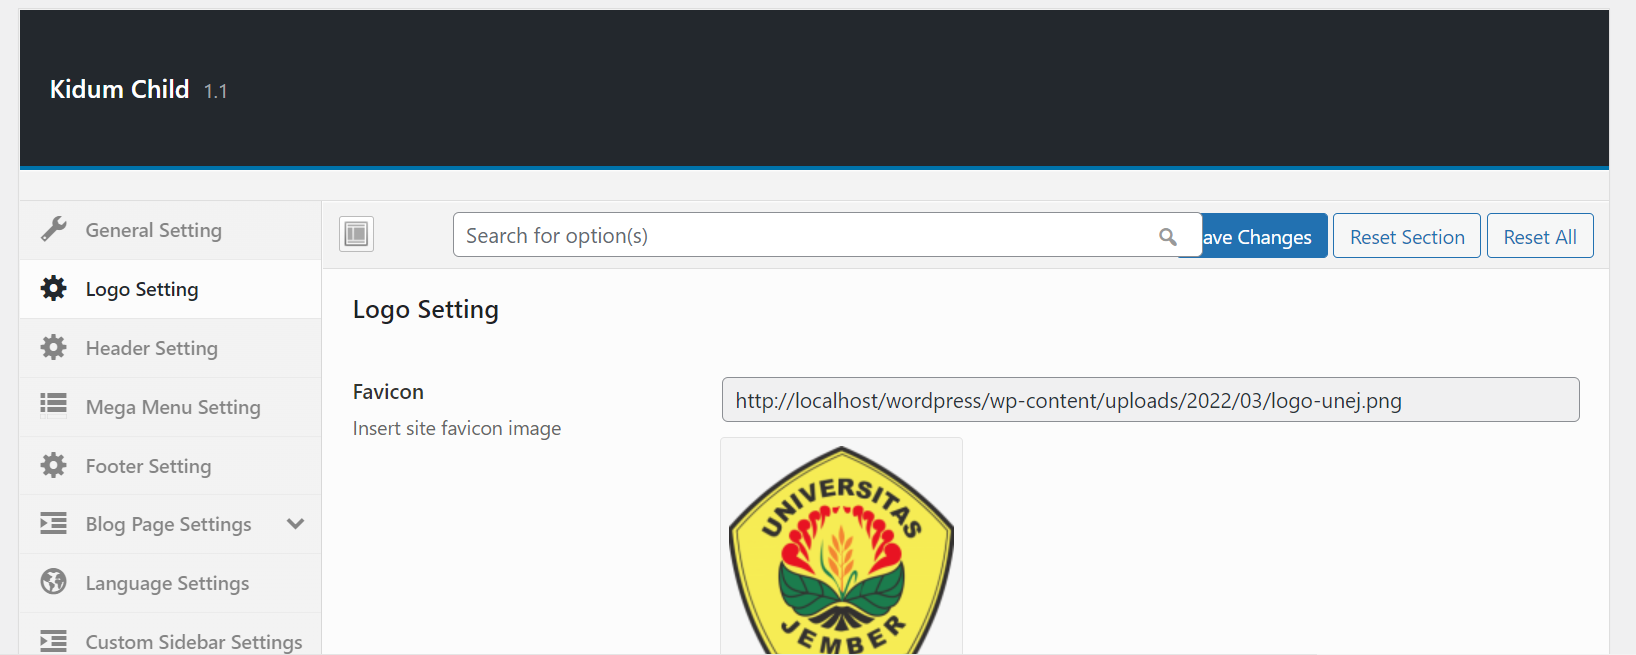 Kidum Child 1.1
General Setting
Logo Setting
Header Setting
Mega Menu Setting
Footer Setting
Blog Page Settings
Language Settings
Custom Sidebar Settings
Search for option(s)
ave Changes
Reset Section
Reset All
Logo Setting
Favicon
Insert site favicon image
http://localhost/wordpress/wp-content/uploads/2022/03/logo-unej.png
UNIVERSITAS
JEMBER